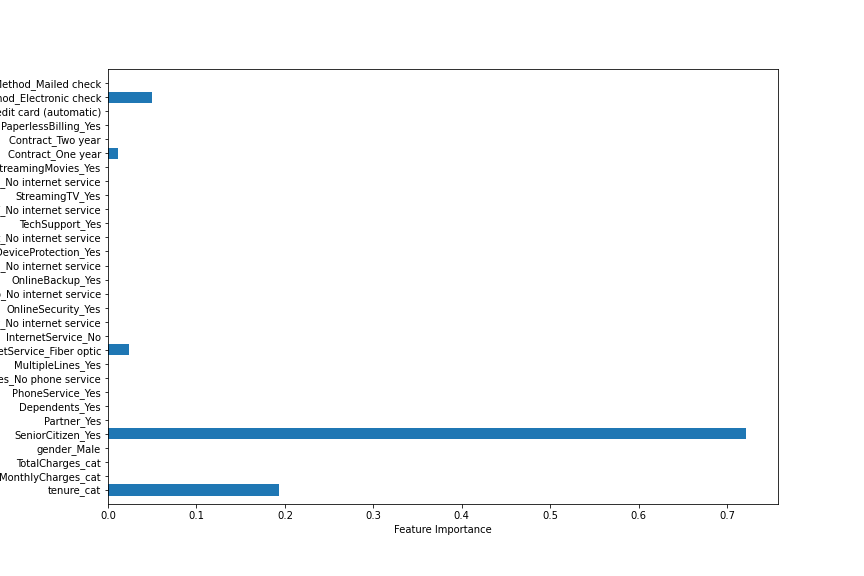 Method_Mailed check
nod_Electronic check
edit card (automatic)
PaperlessBilling_Yes
Contract_Two year
Contract_One year
treamingMovies_Yes
_No internet service
StreamingTV_Yes
_No internet service
TechSupport_Yes
_No internet service
DeviceProtection_Yes
_No internet service
OnlineBackup_Yes
_No internet service
OnlineSecurity_Yes
_No internet service
InternetService_No
etService_Fiber optic
MultipleLines_Yes
es_No phone service
PhoneService_Yes
Dependents_Yes
Partner_Yes
SeniorCitizen_Yes
gender_Male
TotalCharges_cat
MonthlyCharges_cat
tenure_cat
0.0 0.1 0.2 0.3 0.4 0.5 0.6 0.7
Feature Importance